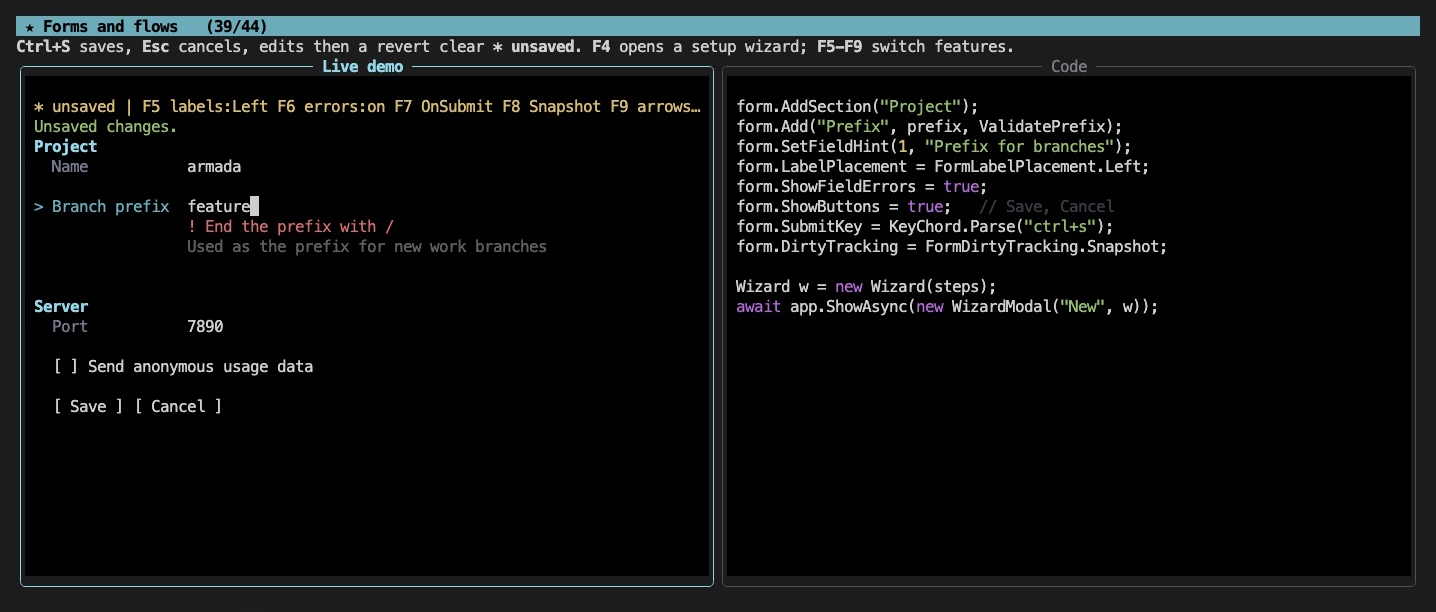 ★ Forms and flows (39/44)
Ctrl+S saves, Esc cancels, edits then a revert clear * unsaved. F4 opens a setup wizard; F5–F9 switch features.
Live demo
* unsaved | F5 labels:Left F6 errors:on F7 OnSubmit F8 Snapshot F9 arrows…
Unsaved changes.
Project
Name armada
> Branch prefix feature
! End the prefix with /
Used as the prefix for new work branches
Server
Port 7890
[ ] Send anonymous usage data
[ Save ] [ Cancel ]
Code
form.AddSection("Project");
form.Add("Prefix", prefix, ValidatePrefix);
form.SetFieldHint(1, "Prefix for branches");
form.LabelPlacement = FormLabelPlacement.Left;
form.ShowFieldErrors = true;
form.ShowButtons = true; // Save, Cancel
form.SubmitKey = KeyChord.Parse("ctrl+s");
form.DirtyTracking = FormDirtyTracking.Snapshot;
Wizard w = new Wizard(steps);
await app.ShowAsync(new WizardModal("New", w));